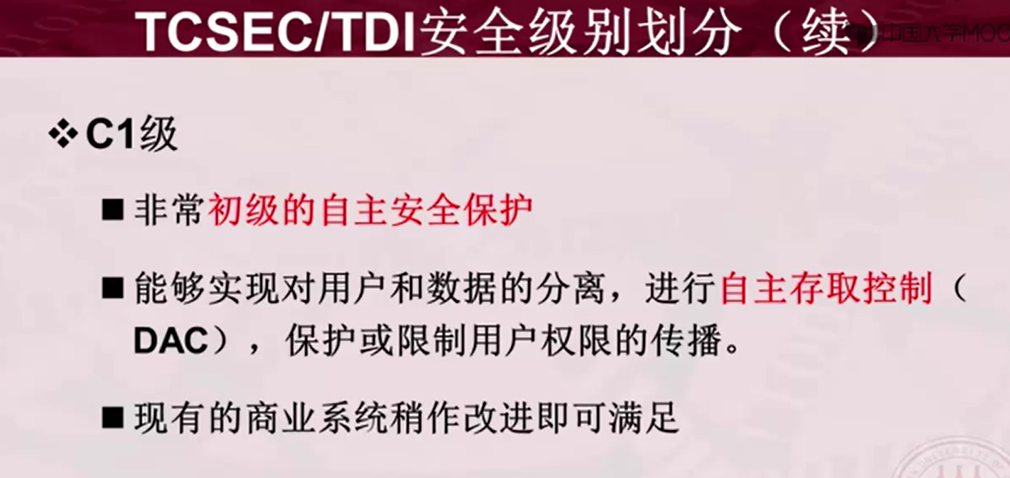 TCSEC/TDI安全级别划分（续）
中国大学MOOC
❖C1级
■ 非常初级的自主安全保护
■ 能够实现对用户和数据的分离，进行自主存取控制（
DAC），保护或限制用户权限的传播。
■ 现有的商业系统稍作改进即可满足